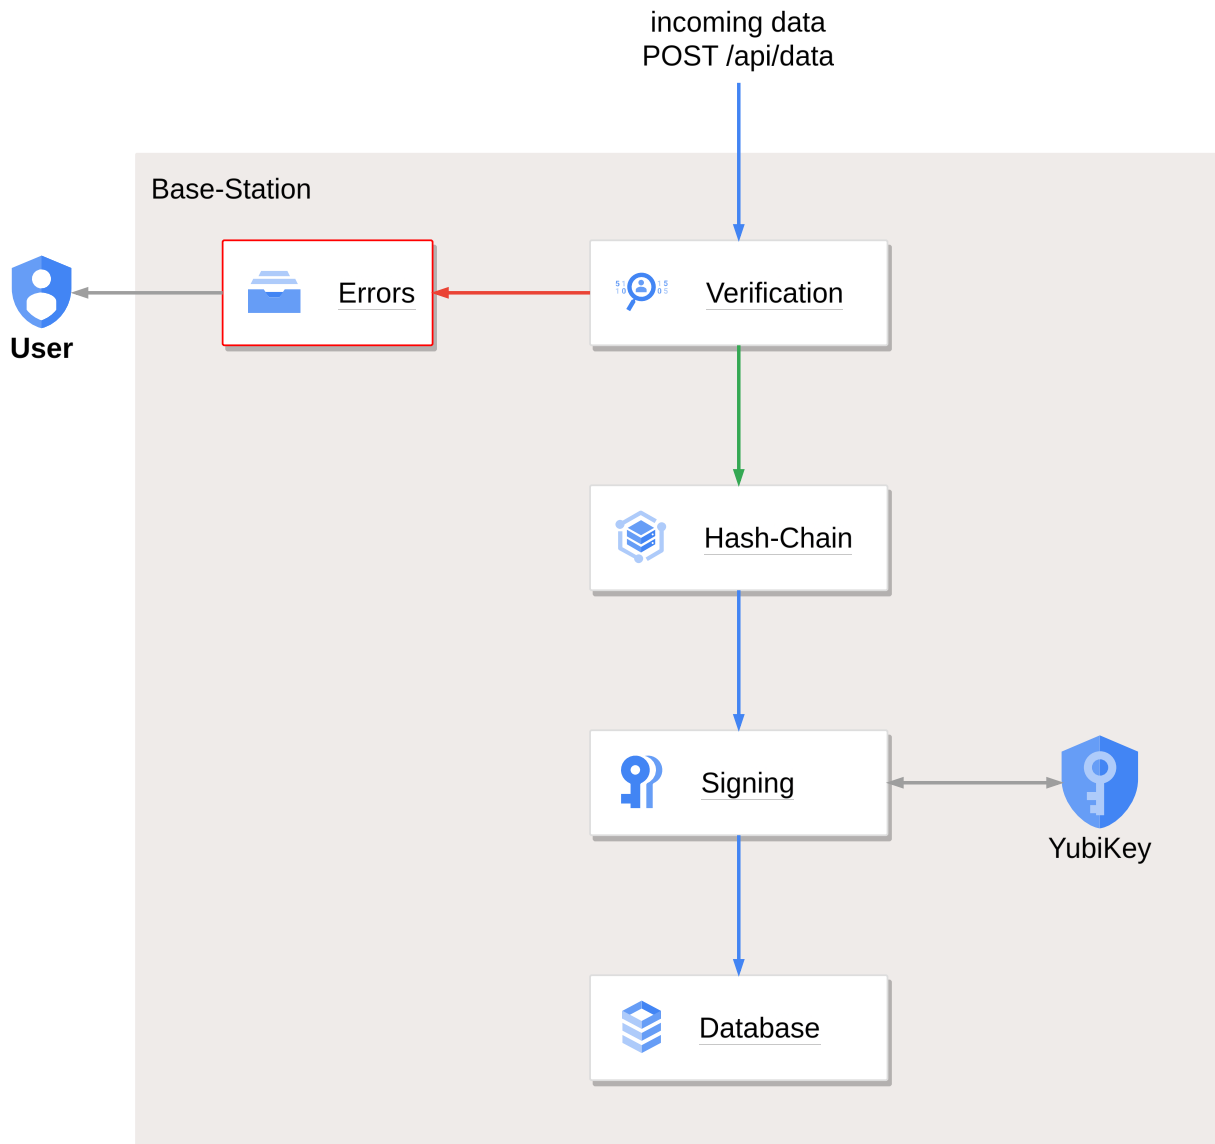 incoming data
POST /api/data
Base-Station
Errors
Verification
User
Hash-Chain
Signing
YubiKey
Database